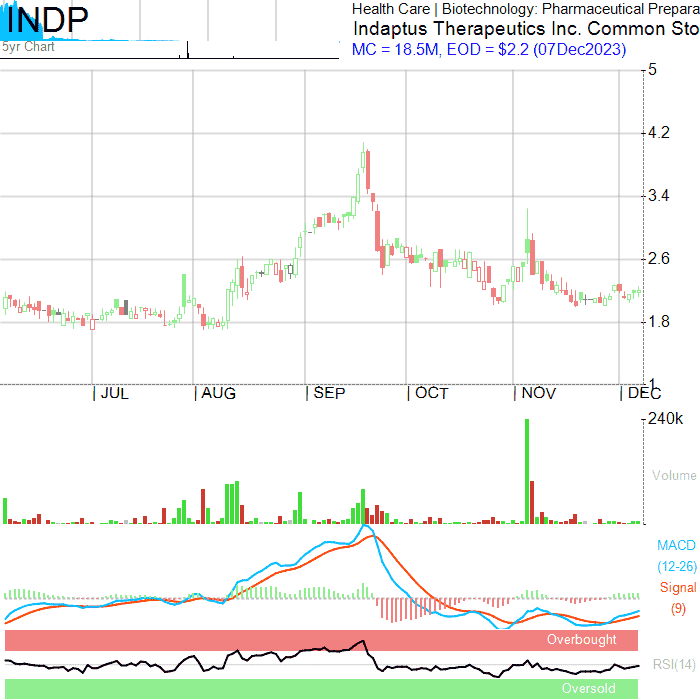 INDP
Health Care | Biotechnology: Pharmaceutical Prepara
Indaptus Therapeutics Inc. Common Sto
5yr Chart
MC = 18.5M, EOD = $2.2 (07Dec2023)
5
4.2
3.4
2.6
1.8
1
JUL AUG SEP OCT NOV DEC
240k
Volume
MACD
(12-26)
Signal
(9)
Overbought
RSI(14)
Oversold